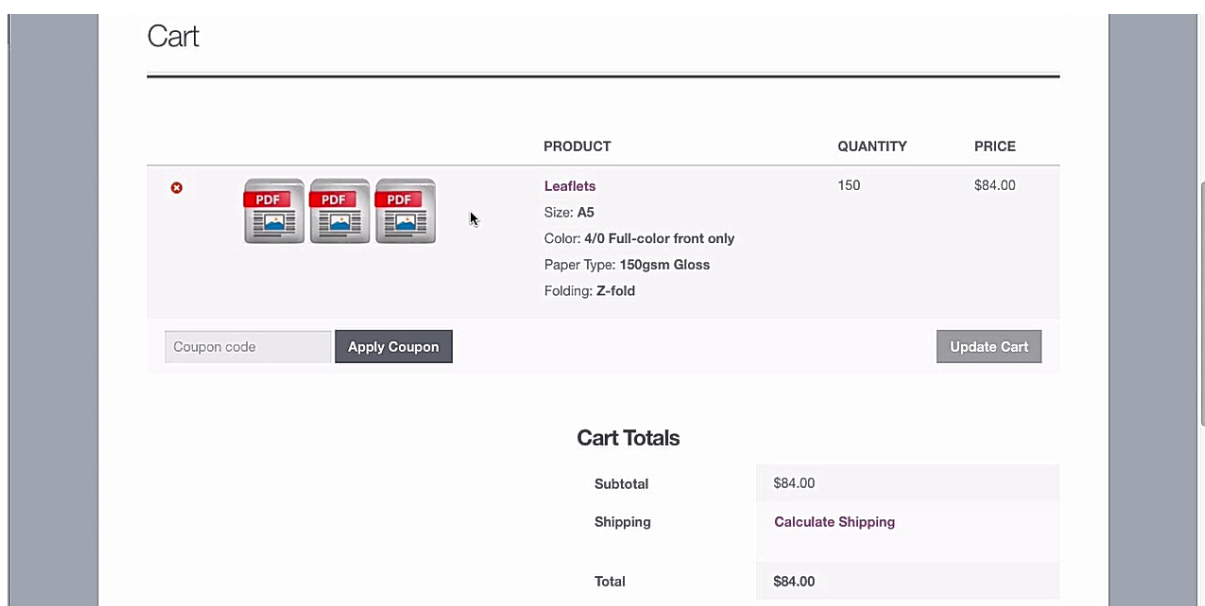 Cart
PRODUCT QUANTITY PRICE
PDF PDF PDF
Leaflets 150 $84.00
Size: A5
Color: 4/0 Full-color front only
Paper Type: 150gsm Gloss
Folding: Z-fold
Coupon code Apply Coupon Update Cart
Cart Totals
Subtotal $84.00
Shipping Calculate Shipping
Total $84.00